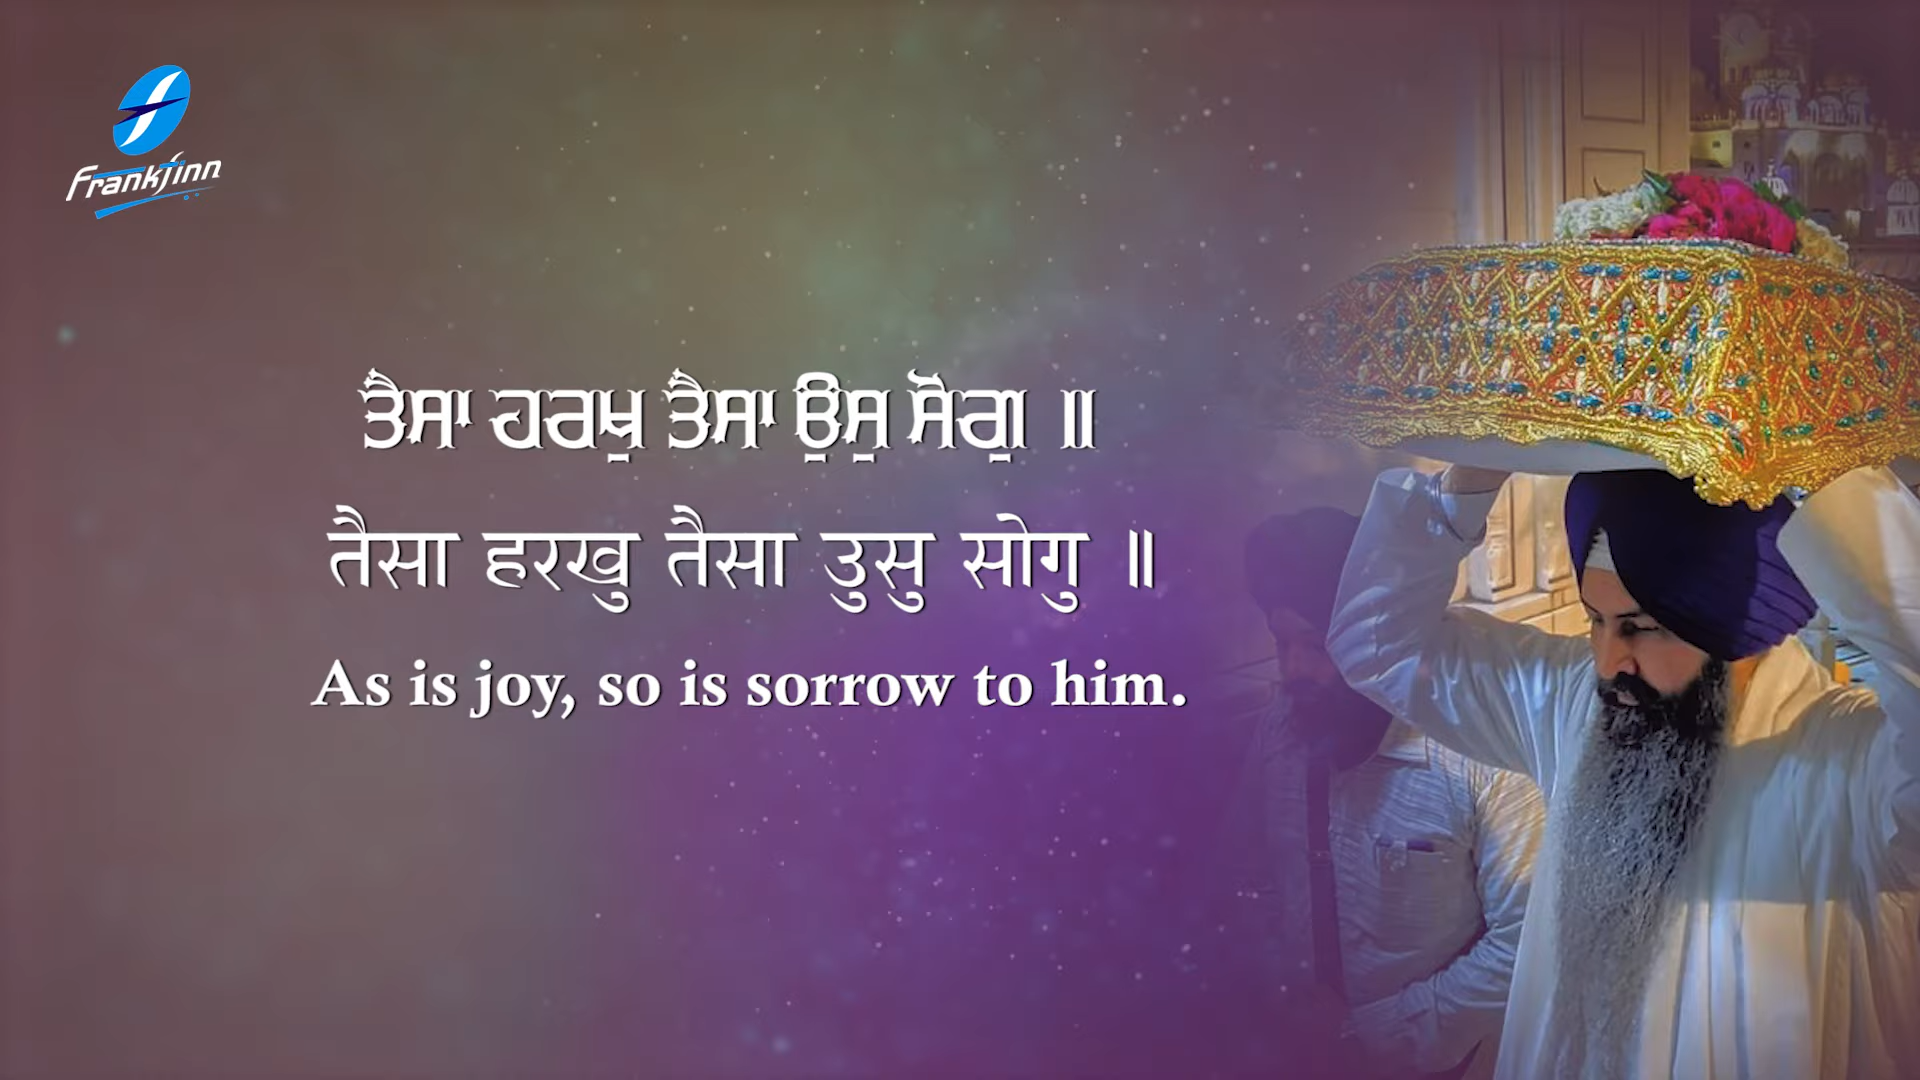 Frankfinn
ਤੈਸਾ ਹਰਖੁ ਤੈਸਾ ਉਸੁ ਸੋਗੁ ॥
तैसा हरखु तैसा उसु सोगु ॥
As is joy, so is sorrow to him.